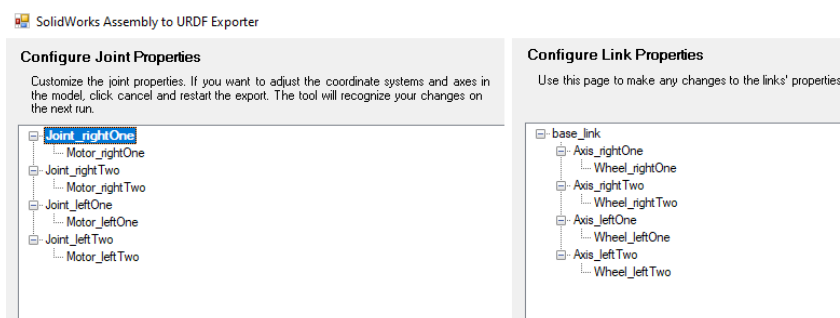 SolidWorks Assembly to URDF Exporter
Configure Joint Properties
Customize the joint properties. If you want to adjust the coordinate systems and axes in
the model, click cancel and restart the export. The tool will recognize your changes on
the next run.
Joint_rightOne
Motor_rightOne
Joint_rightTwo
Motor_rightTwo
Joint_leftOne
Motor_leftOne
Joint_leftTwo
Motor_leftTwo
Configure Link Properties
Use this page to make any changes to the links' properties
base_link
Axis_rightOne
Wheel_rightOne
Axis_rightTwo
Wheel_rightTwo
Axis_leftOne
Wheel_leftOne
Axis_leftTwo
Wheel_leftTwo